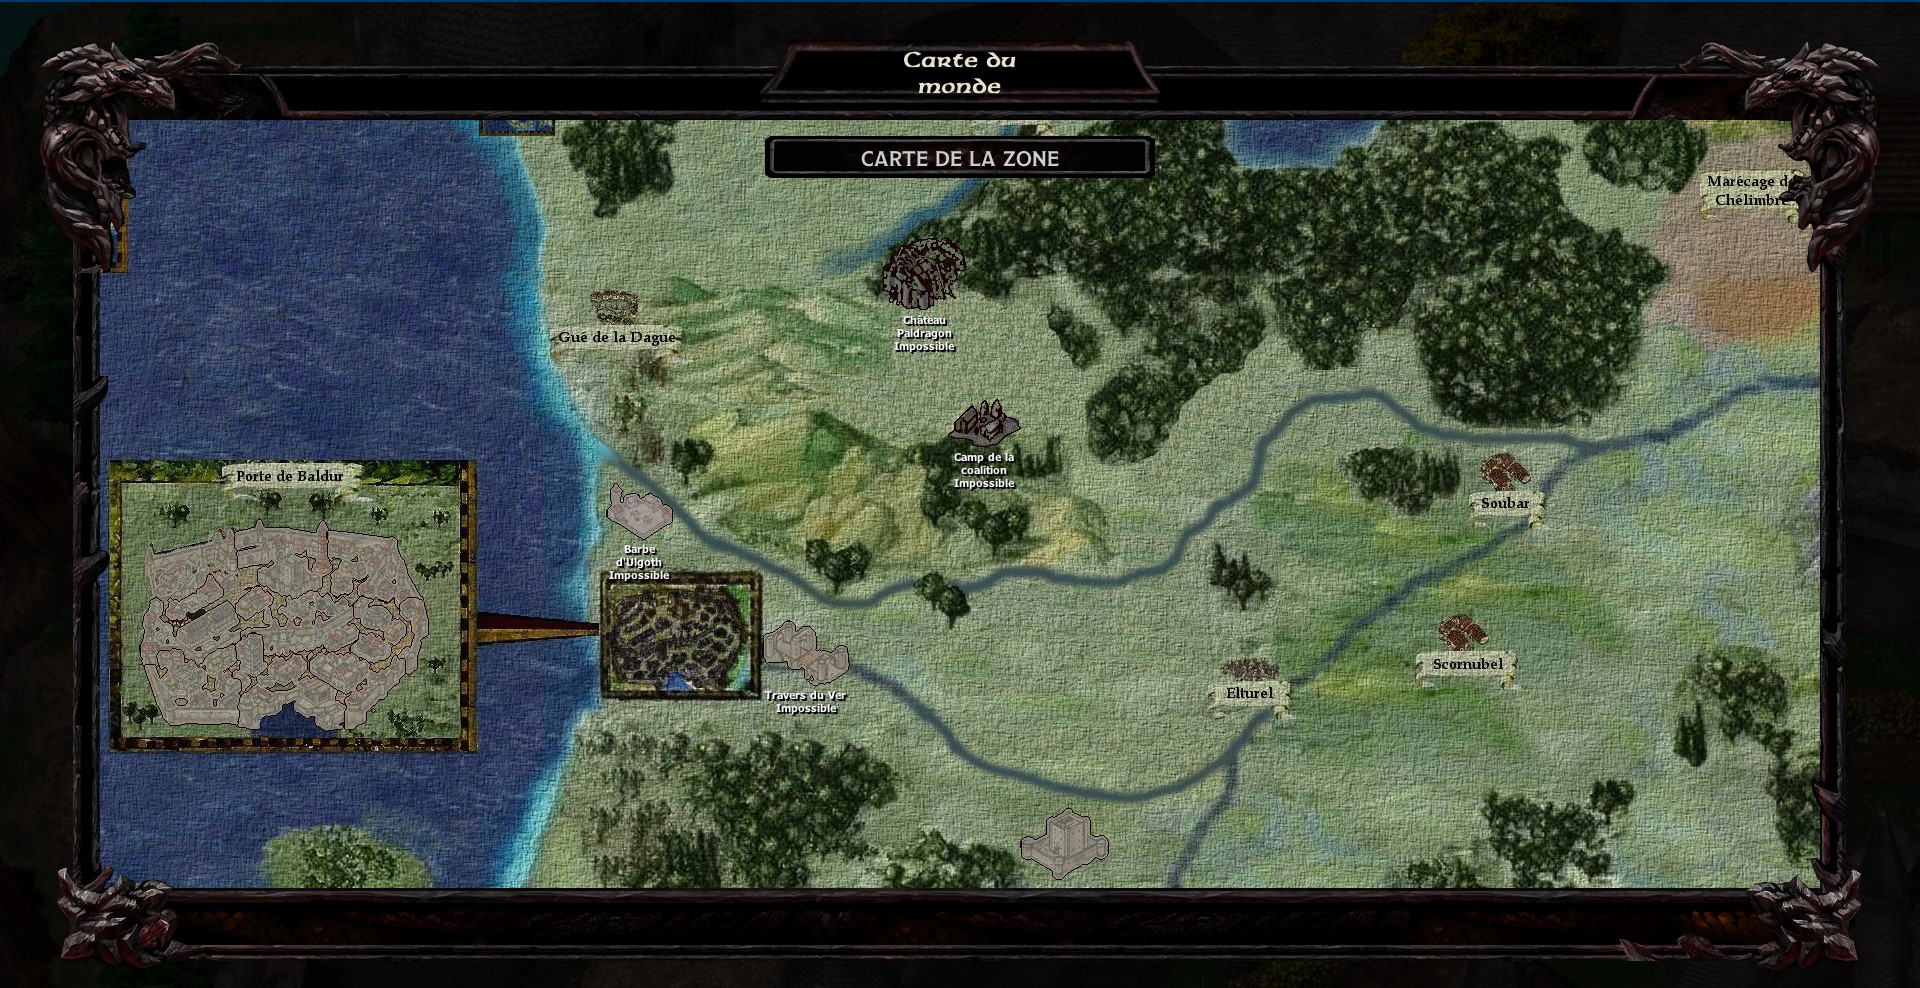 Carte du
monde
CARTE DE LA ZONE
Marécage de
Chélimbre
Château
Paldragon
Impossible
Gué de la Dague
Camp de la
coalition
Impossible
Porte de Baldur
Soubar
Barbe
d'Ulgoth
Impossible
Scornubel
Elturel
Travers du Ver
Impossible